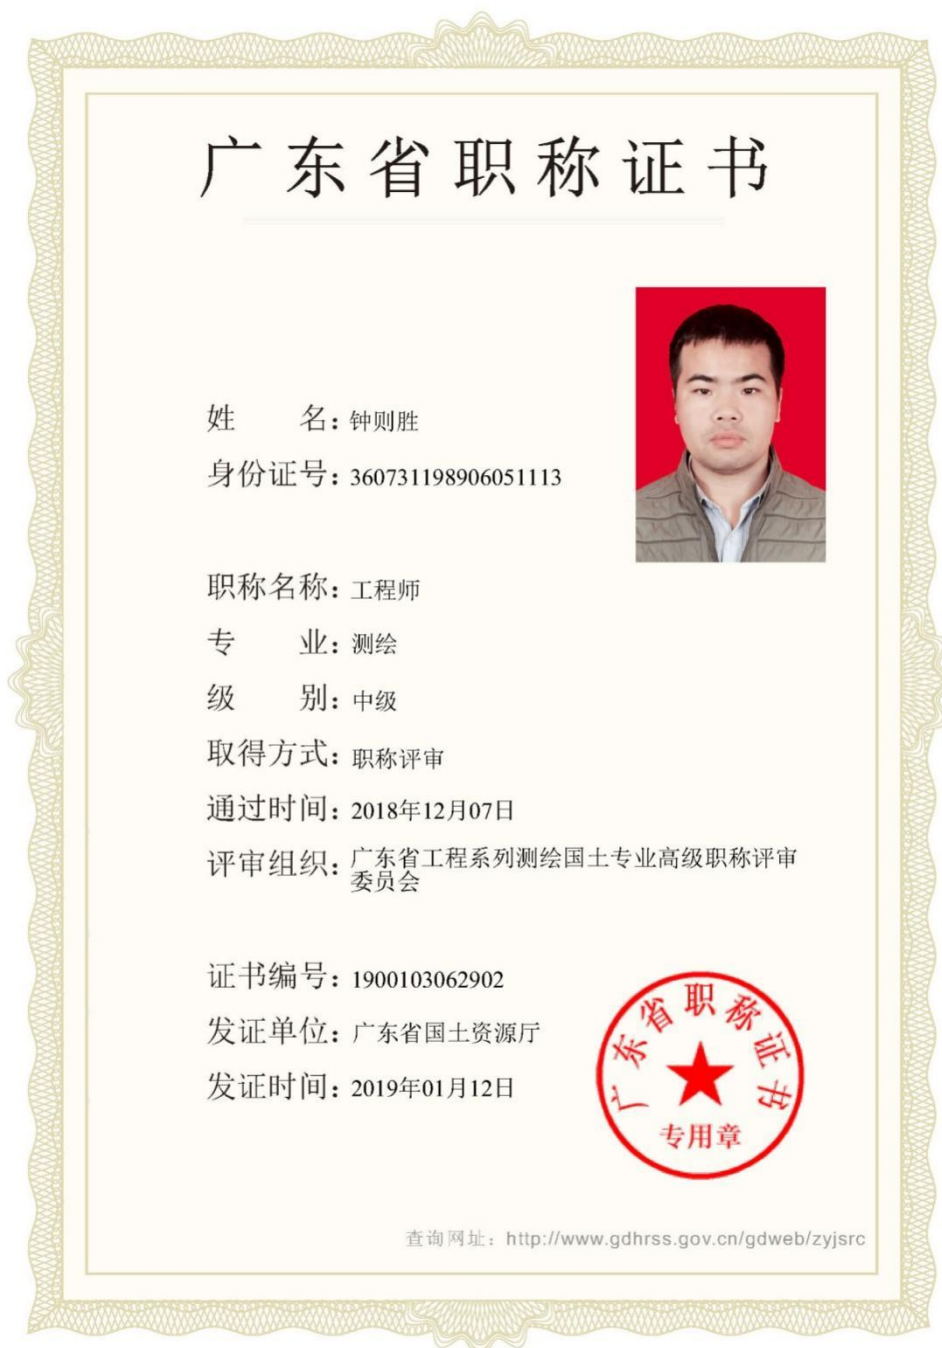 广东省职称证书
姓 名：钟则胜
身份证号：360731198906051113
职称名称：工程师
专 业：测绘
级 别：中级
取得方式：职称评审
通过时间：2018年12月07日
评审组织：广东省工程系列测绘国土专业高级职称评审
委员会
证书编号：1900103062902
发证单位：广东省国土资源厅
发证时间：2019年01月12日
广东省职称证书
专用章
查询网址：http://www.gdhrss.gov.cn/gdweb/zyjsrc